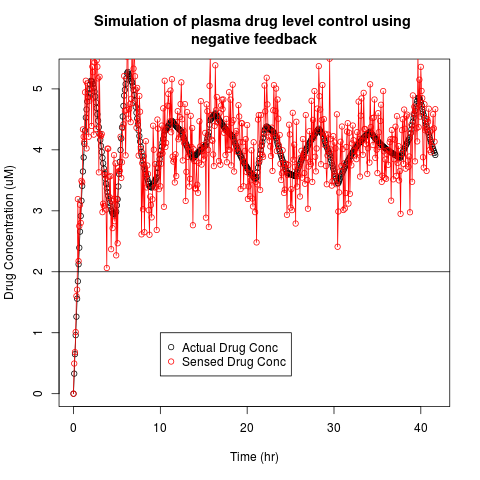 Simulation of plasma drug level control using
negative feedback
Drug Concentration (uM)
5
4
3
2
1
0
Actual Drug Conc
Sensed Drug Conc
0 10 20 30 40
Time (hr)